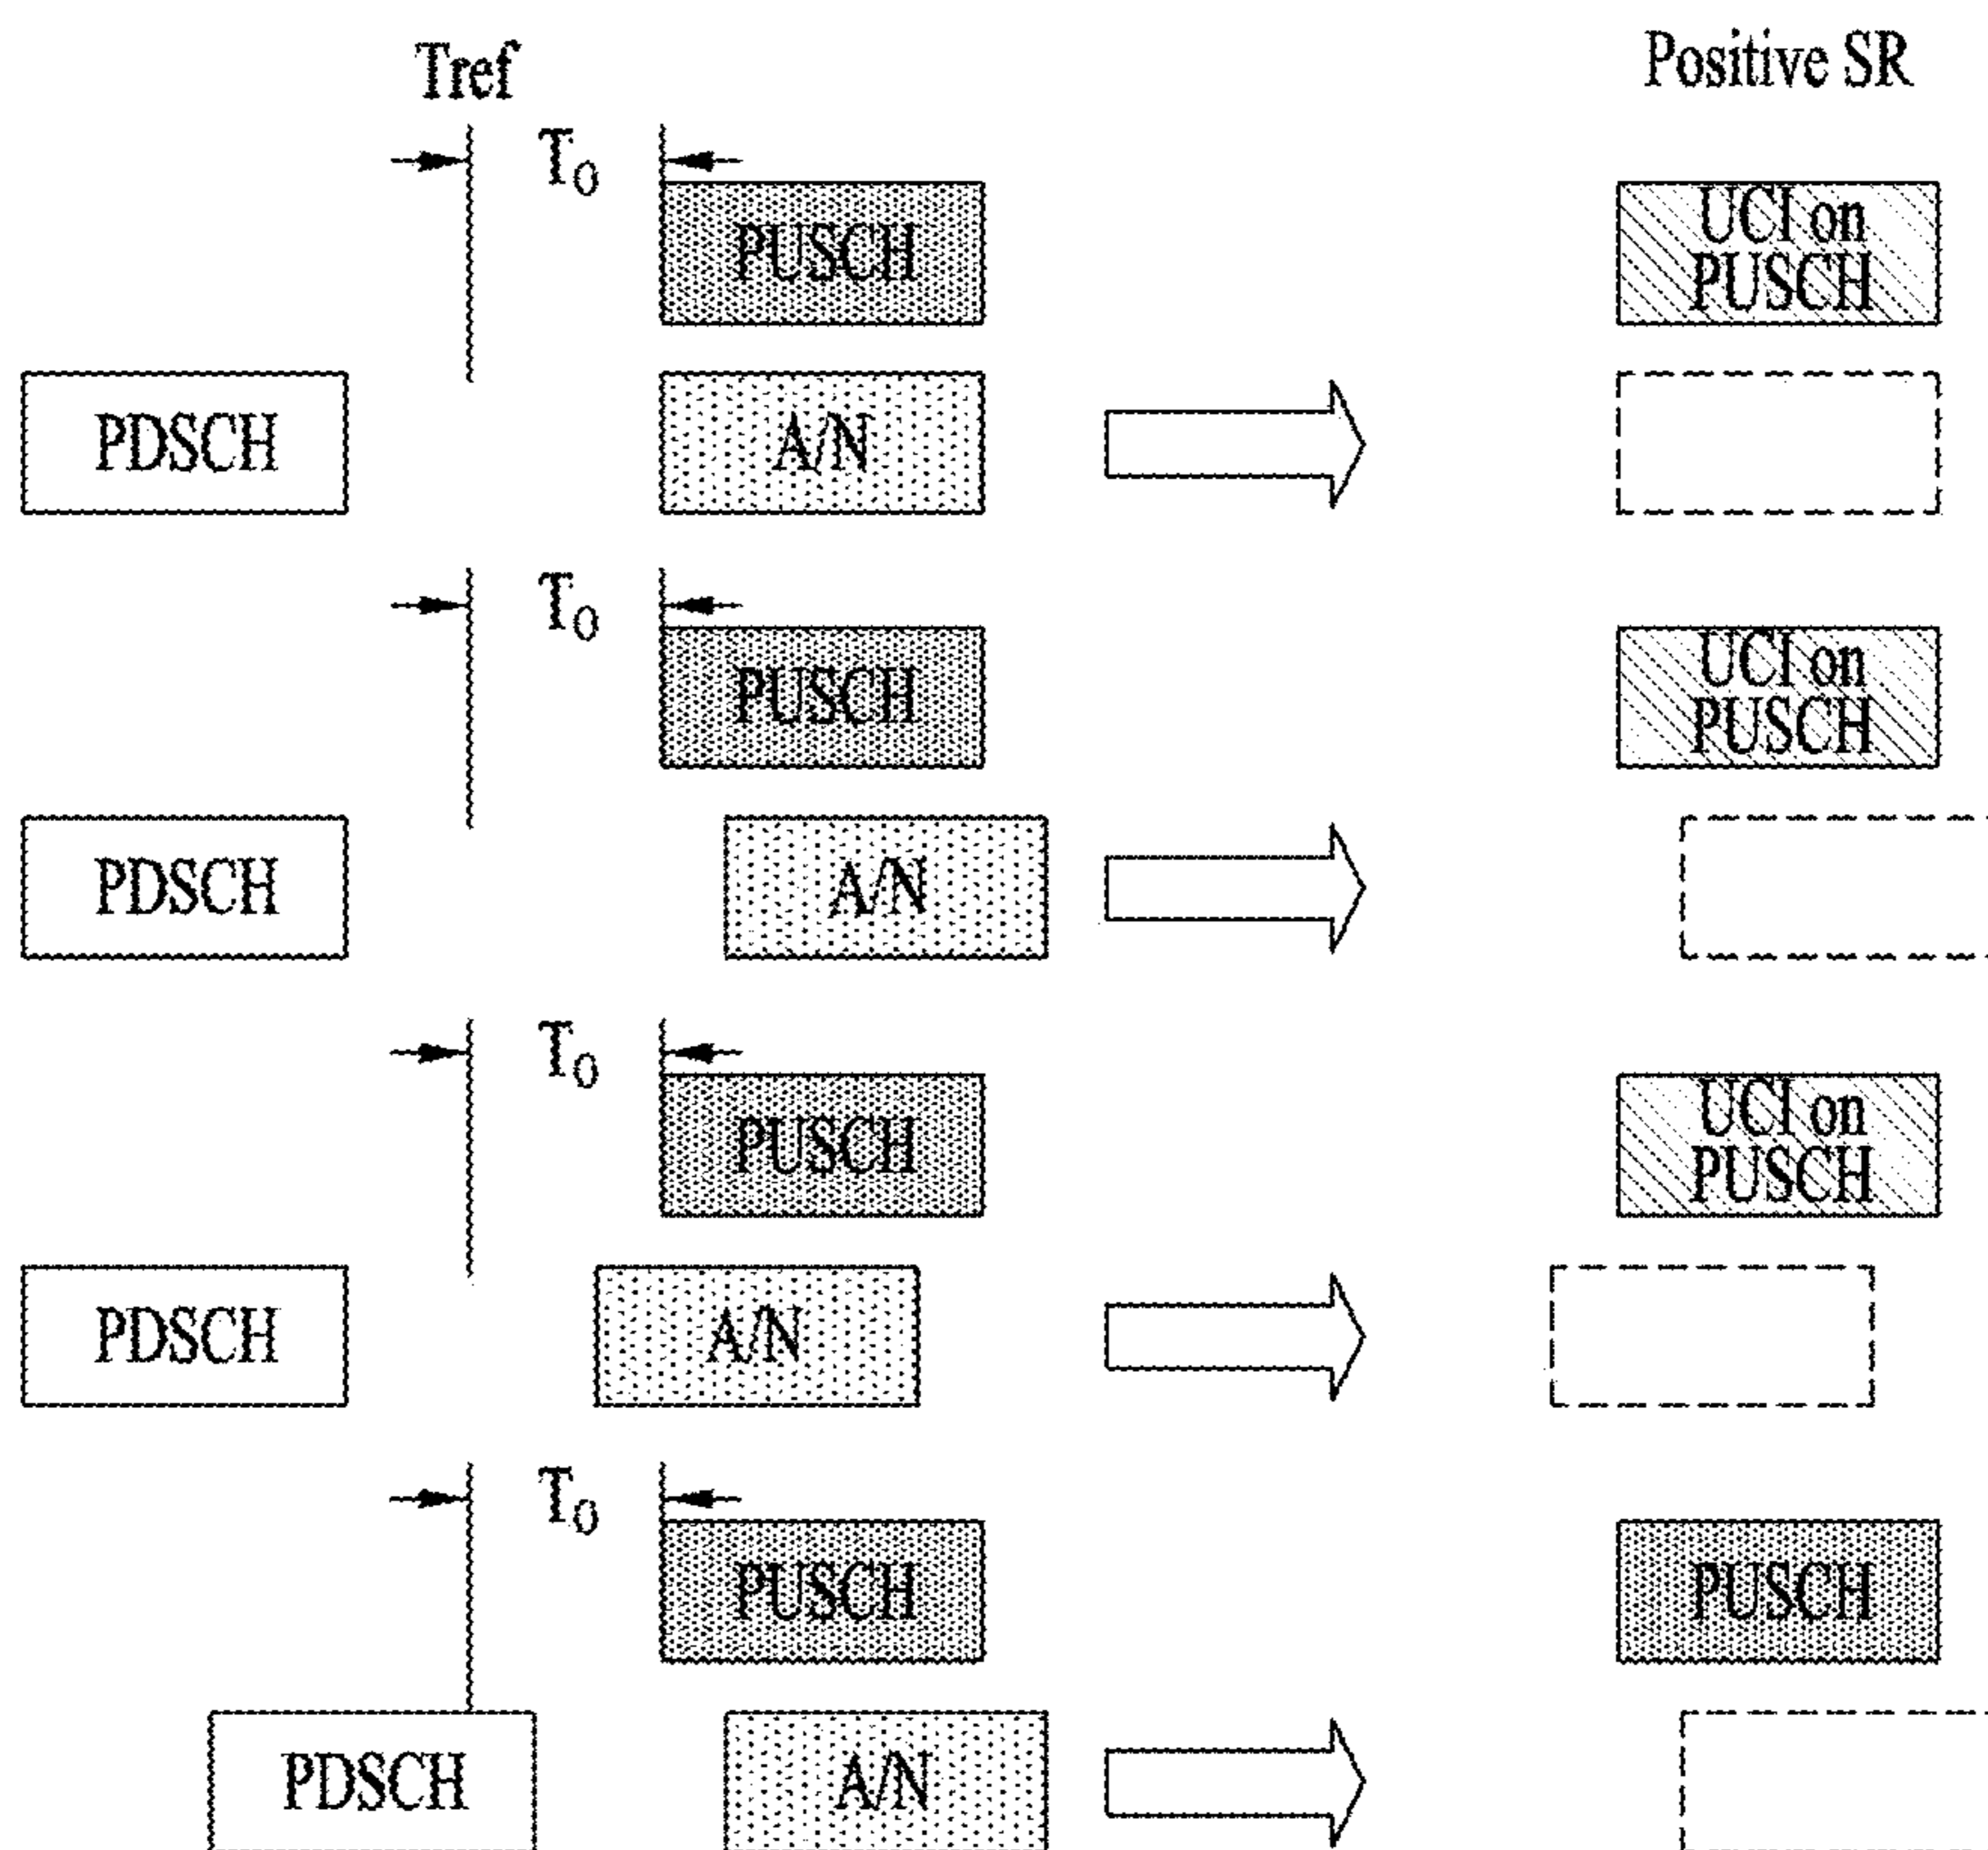 Tref
Positive SR
T0
PUSCH
UCI on
PUSCH
PDSCH
A/N
T0
PUSCH
UCI on
PUSCH
PDSCH
A/N
T0
PUSCH
UCI on
PUSCH
PDSCH
A/N
T0
PUSCH
PUSCH
PDSCH
A/N